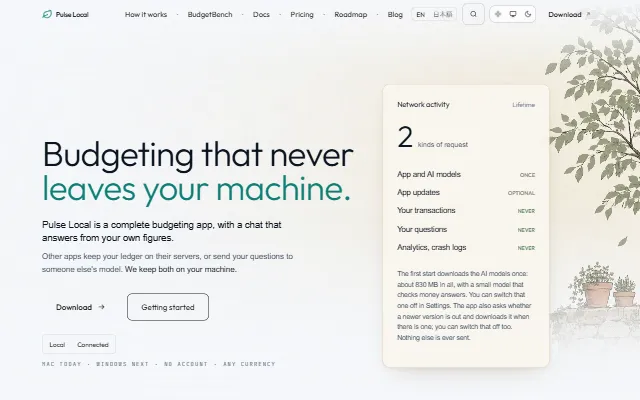 Pulse Local
How it works · BudgetBench · Docs · Pricing · Roadmap · Blog
EN 日本語
Download
Budgeting that never
leaves your machine.
Pulse Local is a complete budgeting app, with a chat that
answers from your own figures.
Other apps keep your ledger on their servers, or send your questions to
someone else's model. We keep both on your machine.
Download →
Getting started
Local Connected
MAC TODAY · WINDOWS NEXT · NO ACCOUNT · ANY CURRENCY
Network activity Lifetime
2 kinds of request
App and AI models ONCE
App updates OPTIONAL
Your transactions NEVER
Your questions NEVER
Analytics, crash logs NEVER
The first start downloads the AI models once:
about 830 MB in all, with a small model that
checks money answers. You can switch that
one off in Settings. The app also asks whether
a newer version is out and downloads it when
there is one; you can switch that off too.
Nothing else is ever sent.